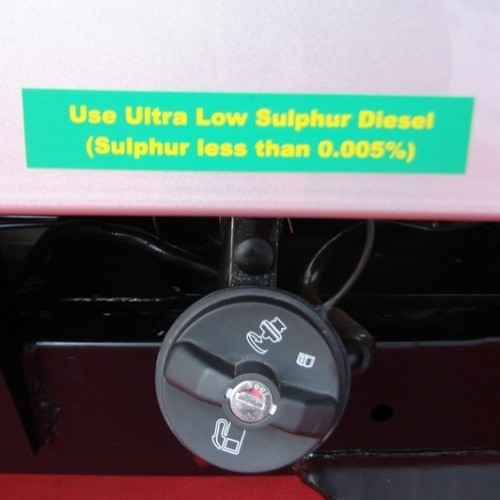 Use Ultra Low Sulphur Diesel
(Sulphur less than 0.005%)